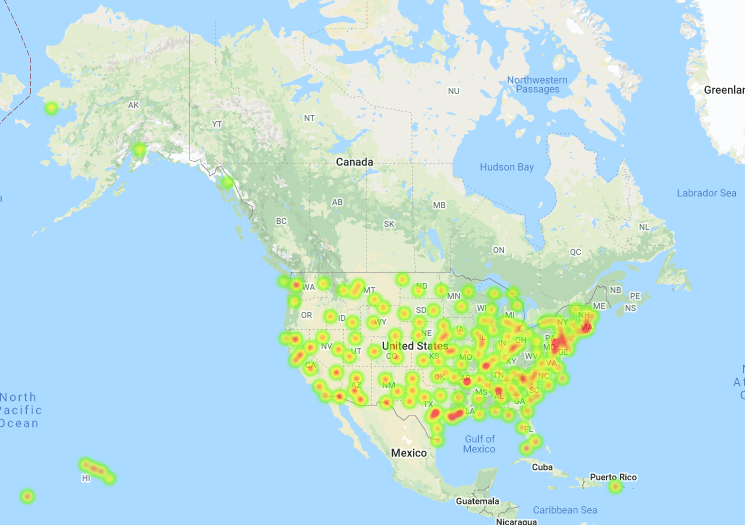 Greenlan
Northwestern
Passages
NU
AK
YT
NT
Canada
Hudson Bay
Labrador Sea
BC
AB
SK
MB
ON
QC
NL
NB
PE
NS
ME
WA
MT
ND
MN
OR
ID
WY
SD
WI
MI
NY
NH
MA
NV
UT
CO
NE
IA
IL
IN
OH
PA
MD
DE
United States
KS
MO
KY
WV
VA
CA
AZ
NM
OK
AR
TN
NC
SC
MS
AL
GA
TX
LA
FL
North
Pacific
Ocean
HI
Gulf of
Mexico
Mexico
Cuba
Puerto Rico
Guatemala
Caribbean Sea
Nicaragua
N
At
O